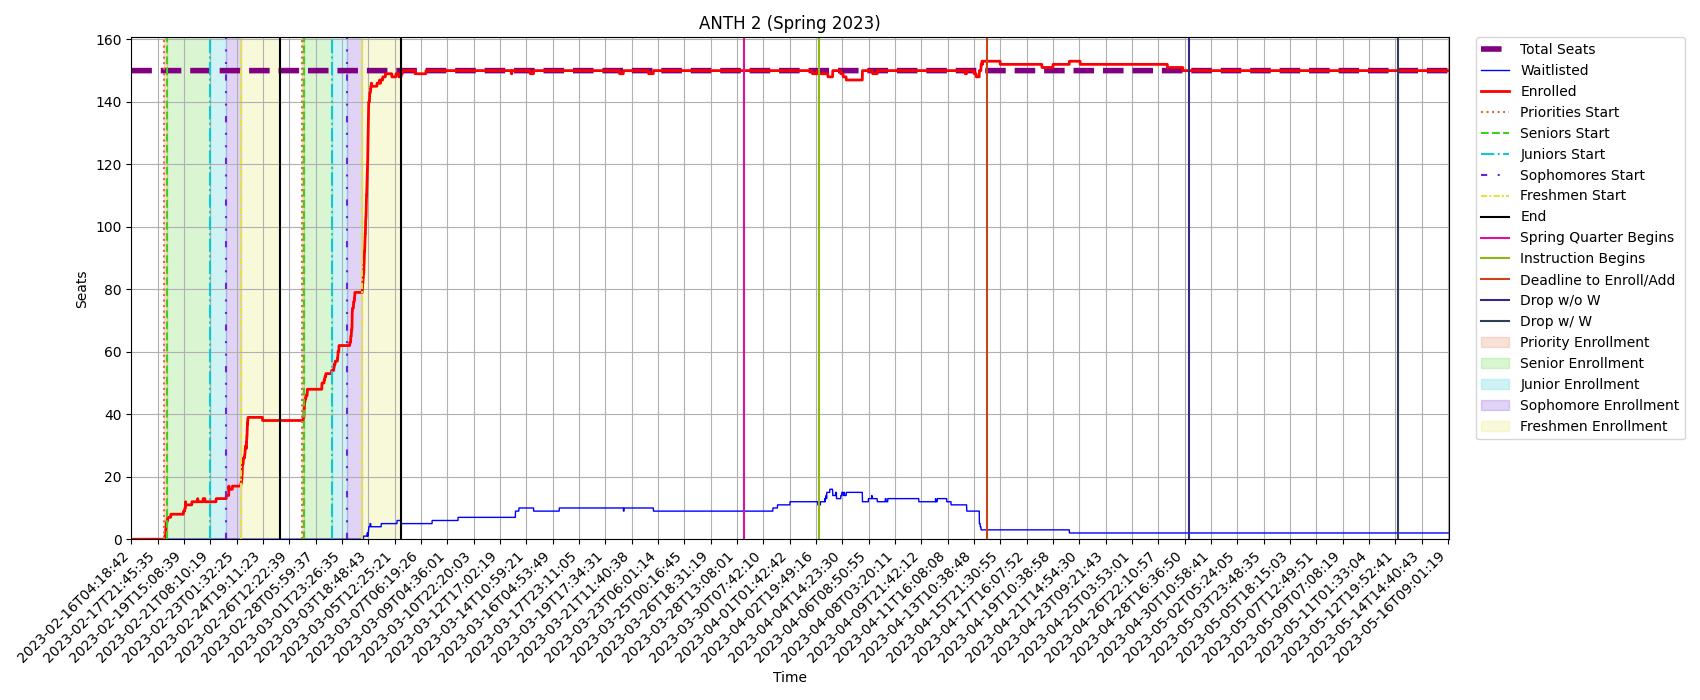 ANTH 2 (Spring 2023)
160
140
120
100
80
60
40
20
0
Seats
2023-02-16T04:18:42
2023-02-17T21:45:35
2023-02-19T15:08:39
2023-02-21T08:10:19
2023-02-23T01:32:25
2023-02-24T19:11:23
2023-02-26T12:22:39
2023-02-28T05:59:37
2023-03-01T23:26:35
2023-03-03T18:48:43
2023-03-05T12:25:21
2023-03-07T06:19:26
2023-03-09T04:36:01
2023-03-10T22:20:03
2023-03-12T17:02:19
2023-03-14T10:59:21
2023-03-16T04:53:49
2023-03-17T23:11:05
2023-03-19T17:34:31
2023-03-21T11:40:38
2023-03-23T06:01:14
2023-03-25T00:16:45
2023-03-26T18:31:19
2023-03-28T13:08:01
2023-03-30T07:42:10
2023-04-01T01:42:42
2023-04-02T19:49:16
2023-04-04T14:23:30
2023-04-06T08:50:55
2023-04-08T03:20:11
2023-04-09T21:42:12
2023-04-11T16:08:08
2023-04-13T10:38:48
2023-04-15T21:30:55
2023-04-17T16:07:52
2023-04-19T10:38:58
2023-04-21T14:54:30
2023-04-23T09:21:43
2023-04-25T03:53:01
2023-04-26T22:10:57
2023-04-28T16:36:50
2023-04-30T10:58:41
2023-05-02T05:24:05
2023-05-03T23:48:35
2023-05-05T18:15:03
2023-05-07T12:49:51
2023-05-09T07:08:19
2023-05-11T01:33:04
2023-05-12T19:52:41
2023-05-14T14:40:43
2023-05-16T09:01:19
Time
Total Seats
Waitlisted
Enrolled
Priorities Start
Seniors Start
Juniors Start
Sophomores Start
Freshmen Start
End
Spring Quarter Begins
Instruction Begins
Deadline to Enroll/Add
Drop w/o W
Drop w/ W
Priority Enrollment
Senior Enrollment
Junior Enrollment
Sophomore Enrollment
Freshmen Enrollment